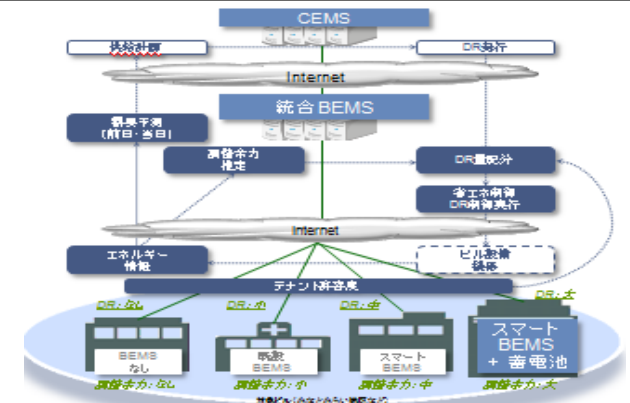 CEMS
供給計画
DR発行
Internet
統合BEMS
需要予測
(前日・当日)
調整余力
推定
DR量配分
省エネ制御
DR制御実行
Internet
エネルギー
情報
ビル設備
機器
テナント許容度
DR:なし
DR:小
DR:中
DR:大
BEMS
なし
既設
BEMS
スマート
BEMS
スマート
BEMS
+ 蓄電池
調整余力:なし
調整余力:小
調整余力:中
調整余力:大